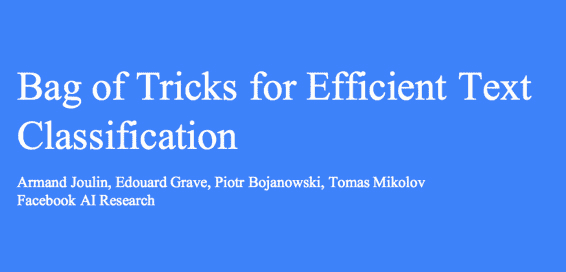 Bag of Tricks for Efficient Text
Classification
Armand Joulin, Edouard Grave, Piotr Bojanowski, Tomas Mikolov
Facebook AI Research